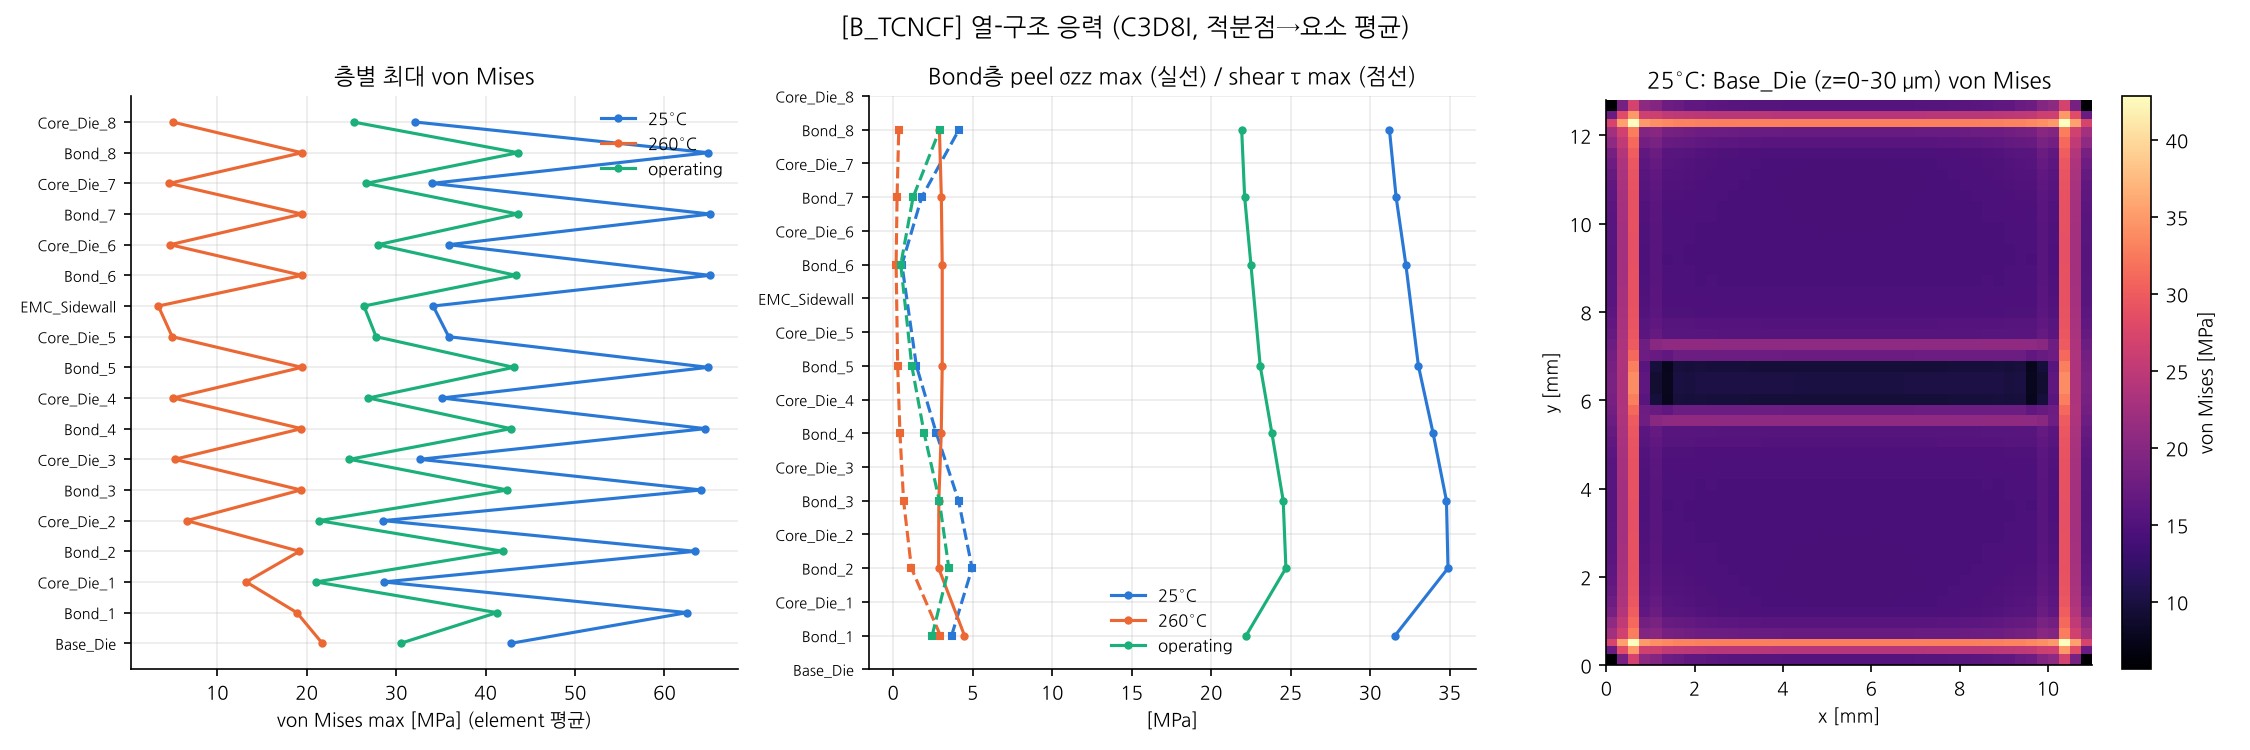 [B_TCNCF] 열-구조 응력 (C3D8I, 적분점→요소 평균)
층별 최대 von Mises
Core_Die_8
Bond_8
Core_Die_7
Bond_7
Core_Die_6
Bond_6
EMC_Sidewall
Core_Die_5
Bond_5
Core_Die_4
Bond_4
Core_Die_3
Bond_3
Core_Die_2
Bond_2
Core_Die_1
Bond_1
Base_Die
25°C
260°C
operating
10 20 30 40 50 60
von Mises max [MPa] (element 평균)
Bond층 peel σzz max (실선) / shear τ max (점선)
Core_Die_8
Bond_8
Core_Die_7
Bond_7
Core_Die_6
Bond_6
EMC_Sidewall
Core_Die_5
Bond_5
Core_Die_4
Bond_4
Core_Die_3
Bond_3
Core_Die_2
Bond_2
Core_Die_1
Bond_1
Base_Die
25°C
260°C
operating
0 5 10 15 20 25 30 35
[MPa]
25°C: Base_Die (z=0-30 µm) von Mises
12
10
8
6
4
2
0
y [mm]
0 2 4 6 8 10
x [mm]
40
35
30
25
20
15
10
von Mises [MPa]